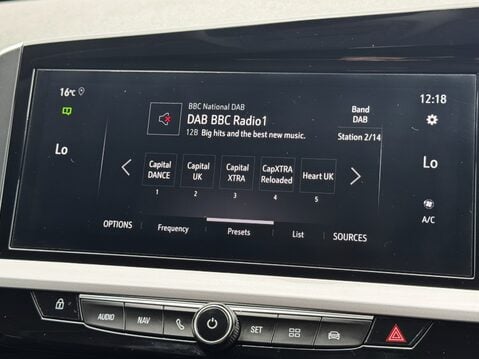 16°C
12:18
BBC National DAB
DAB BBC Radio1
12B Big hits and the best new music.
Band
DAB
Station 2/14
Lo
Lo
Capital
DANCE
1
Capital
UK
2
Capital
XTRA
3
CapXTRA
Reloaded
4
Heart UK
5
A/C
OPTIONS
Frequency
Presets
List
SOURCES
AUDIO
NAV
SET